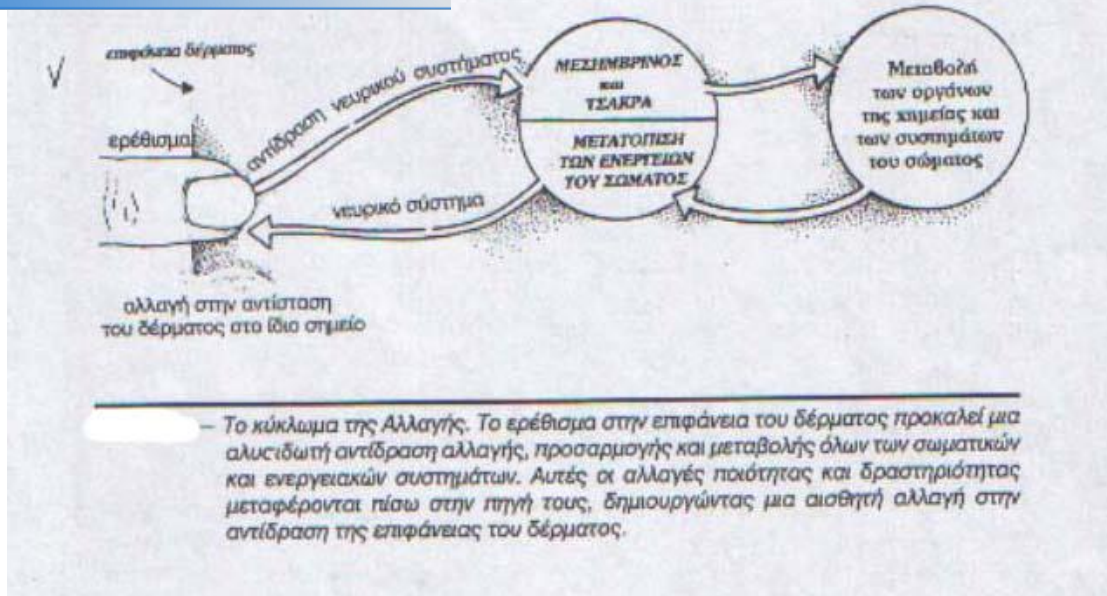 επιφάνεια δέρματος
ερέθισμα
αντίδραση νευρικού συστήματος
νευρικό σύστημα
αλλαγή στην αντίσταση
του δέρματος στο ίδιο σημείο
ΜΕΣΗΜΒΡΙΝΟΣ
και
ΤΣΑΚΡΑ
ΜΕΤΑΤΟΠΙΣΗ
ΤΩΝ ΕΝΕΡΓΕΙΩΝ
ΤΟΥ ΣΩΜΑΤΟΣ
Μεταβολή
των οργάνων
της χημείας και
των συστημάτων
του σώματος
– Το κύκλωμα της Αλλαγής. Το ερέθισμα στην επιφάνεια του δέρματος προκαλεί μια
αλυσιδωτή αντίδραση αλλαγής, προσαρμογής και μεταβολής όλων των σωματικών
και ενεργειακών συστημάτων. Αυτές οι αλλαγές ποιότητας και δραστηριότητας
μεταφέρονται πίσω στην πηγή τους, δημιουργώντας μια αισθητή αλλαγή στην
αντίδραση της επιφάνειας του δέρματος.